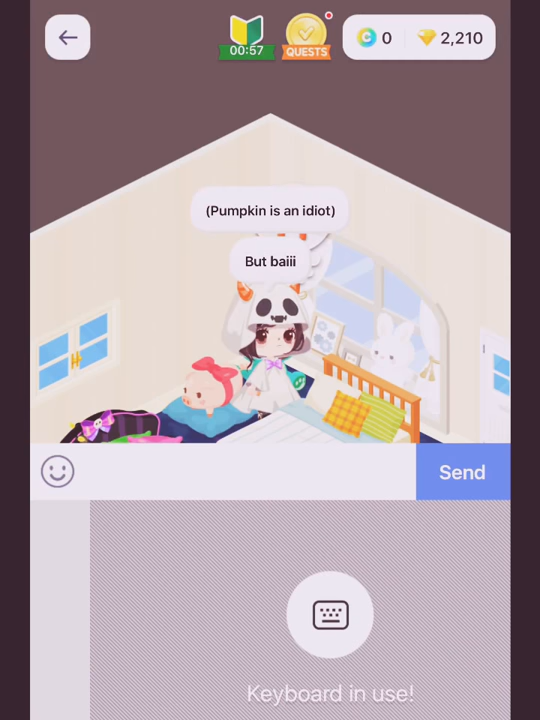 00:57
QUESTS
C
0
2,210
(Pumpkin is an idiot)
But baiii
Send
Keyboard in use!